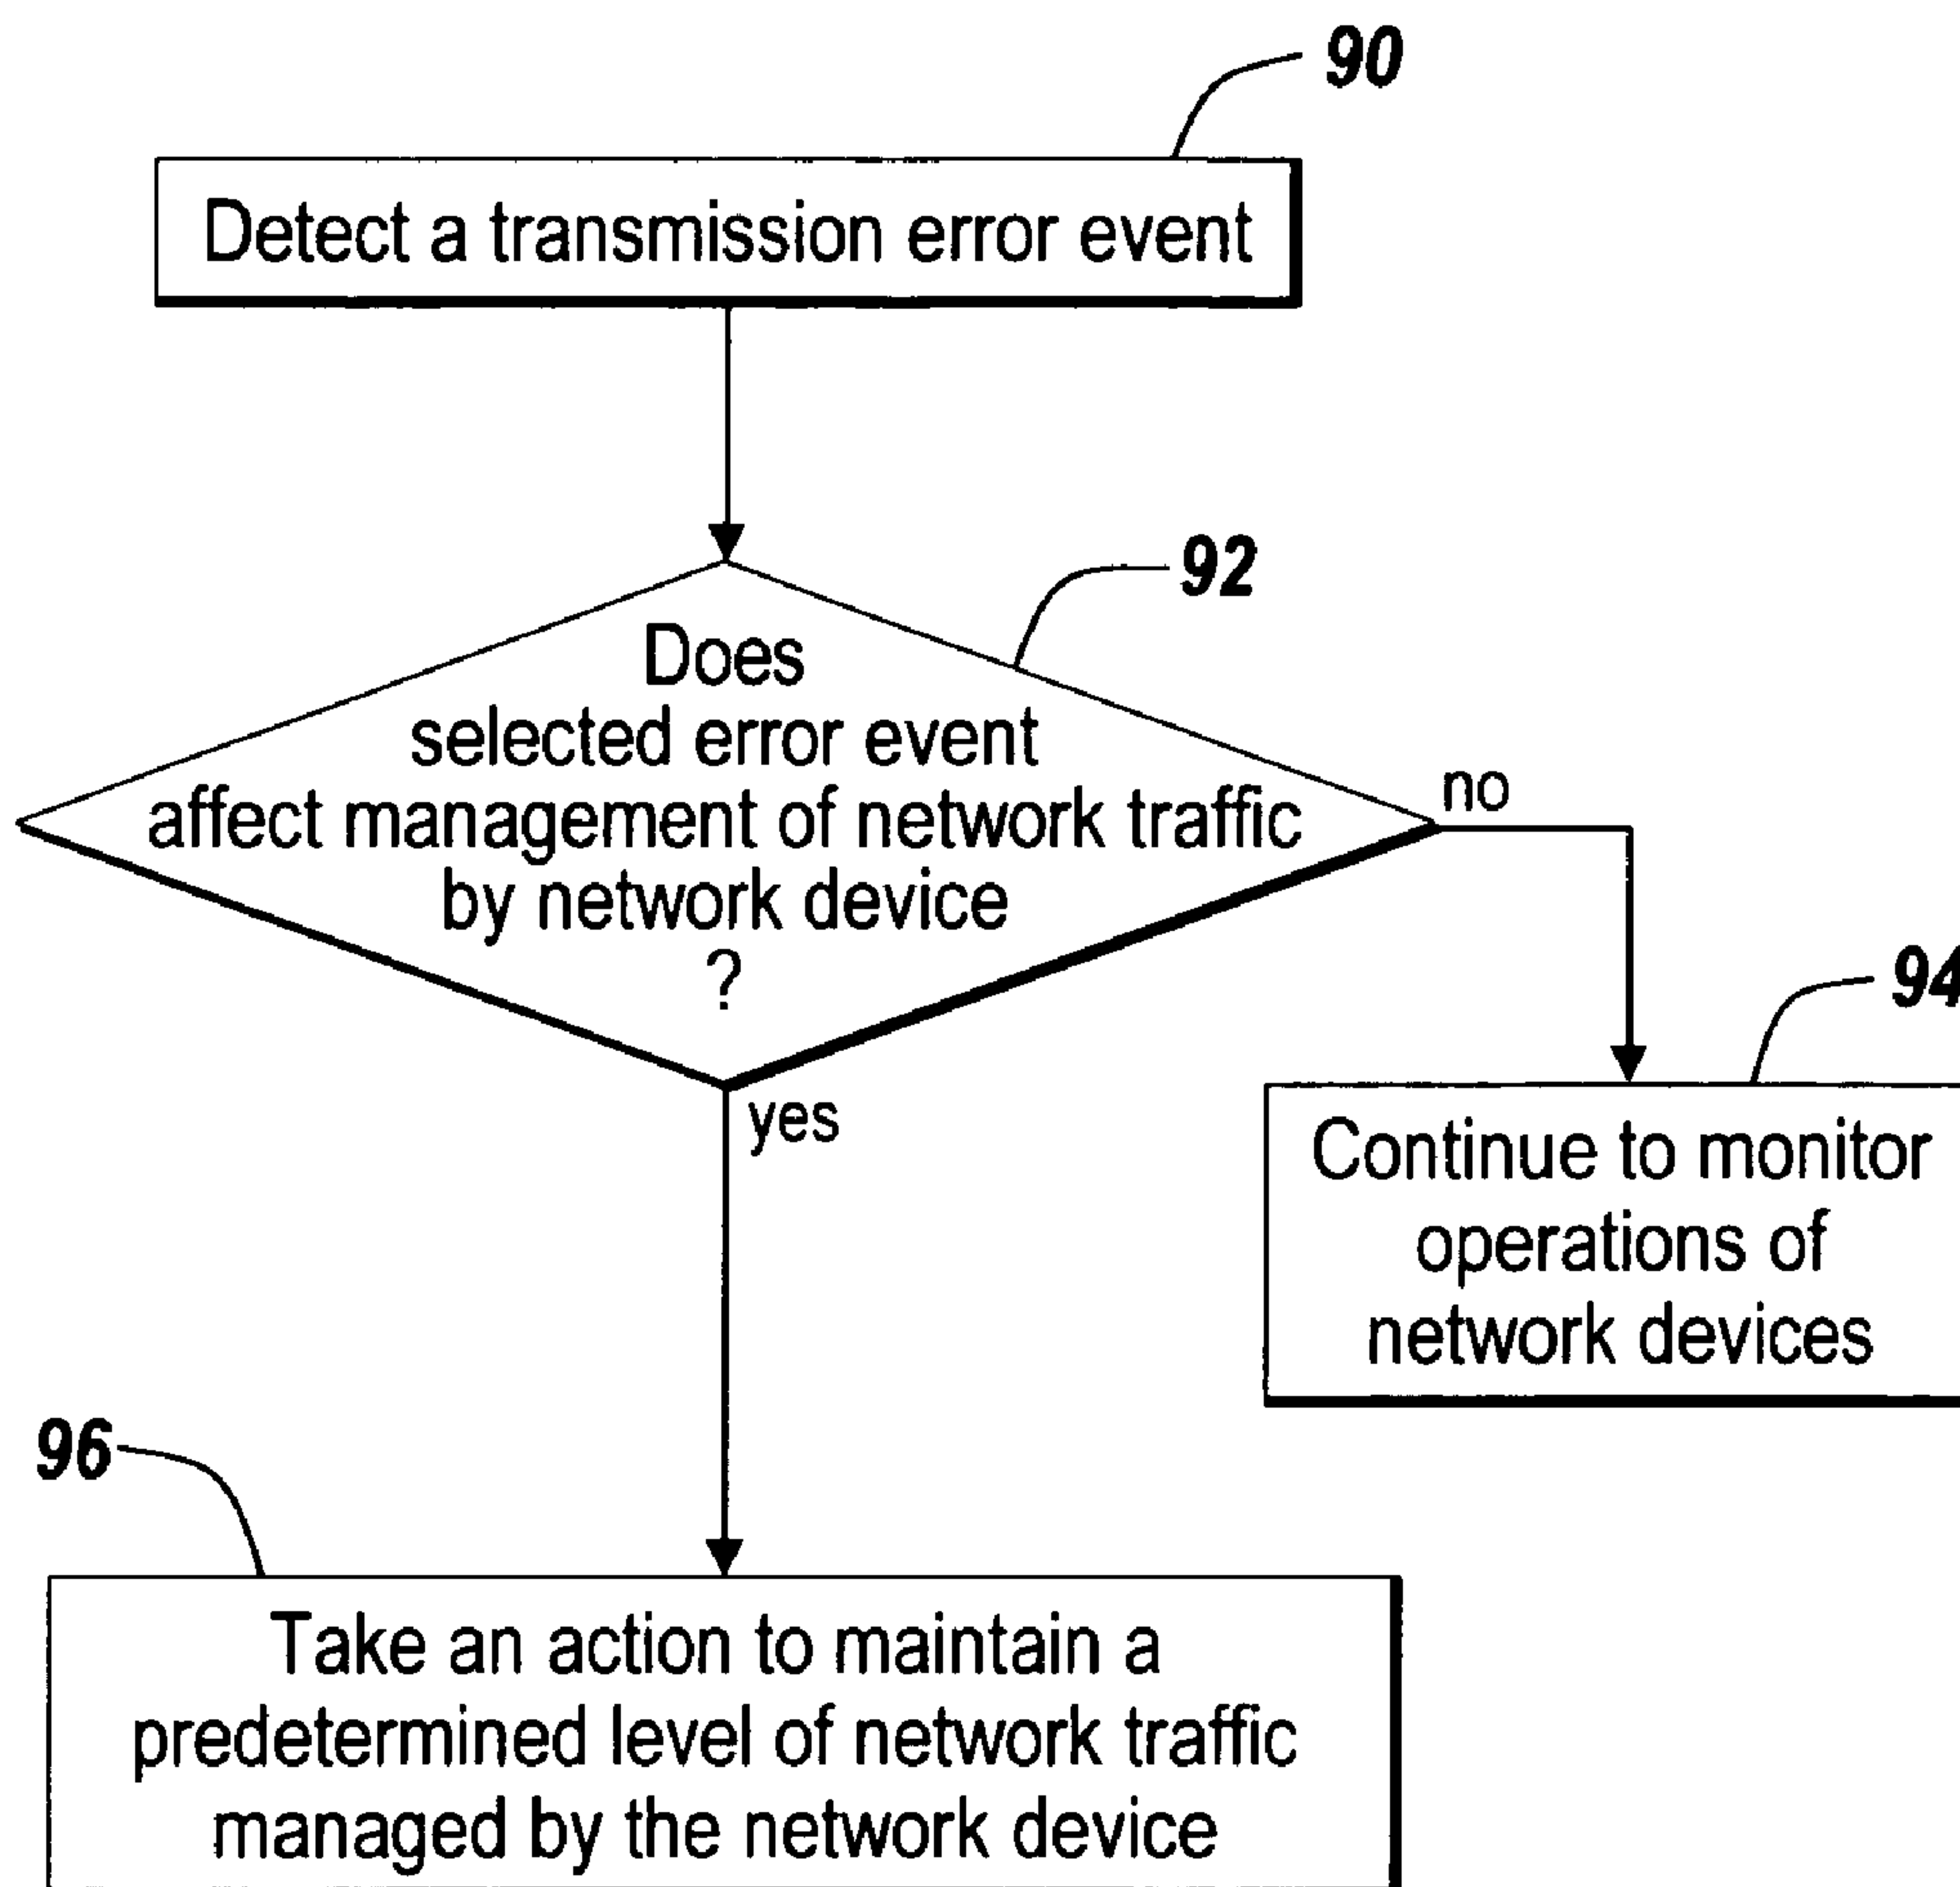 90
Detect a transmission error event
92
Does
selected error event
affect management of network traffic
by network device
?
no
94
yes
Continue to monitor
operations of
network devices
96
Take an action to maintain a
predetermined level of network traffic
managed by the network device